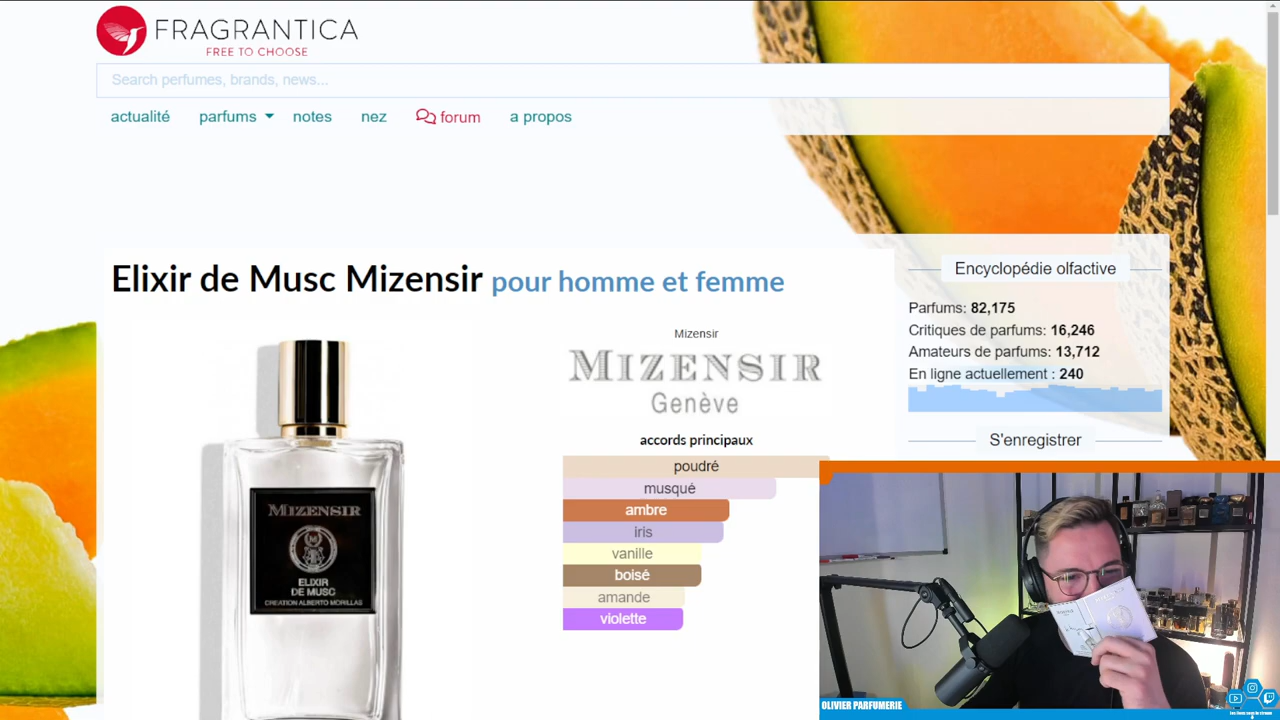 FRAGRANTICA
FREE TO CHOOSE
Search perfumes, brands, news...
actualité parfums notes nez forum a propos
Elixir de Musc Mizensir pour homme et femme
Mizensir
MIZENSIR
Genève
accords principaux
poudré
musqué
ambre
iris
vanille
boisé
amande
violette
MIZENSIR
ELIXIR
DE MUSC
CREATION ALBERTO MORILLAS
Encyclopédie olfactive
Parfums: 82,175
Critiques de parfums: 16,246
Amateurs de parfums: 13,712
En ligne actuellement : 240
S'enregistrer
OLIVIER PARFUMERIE